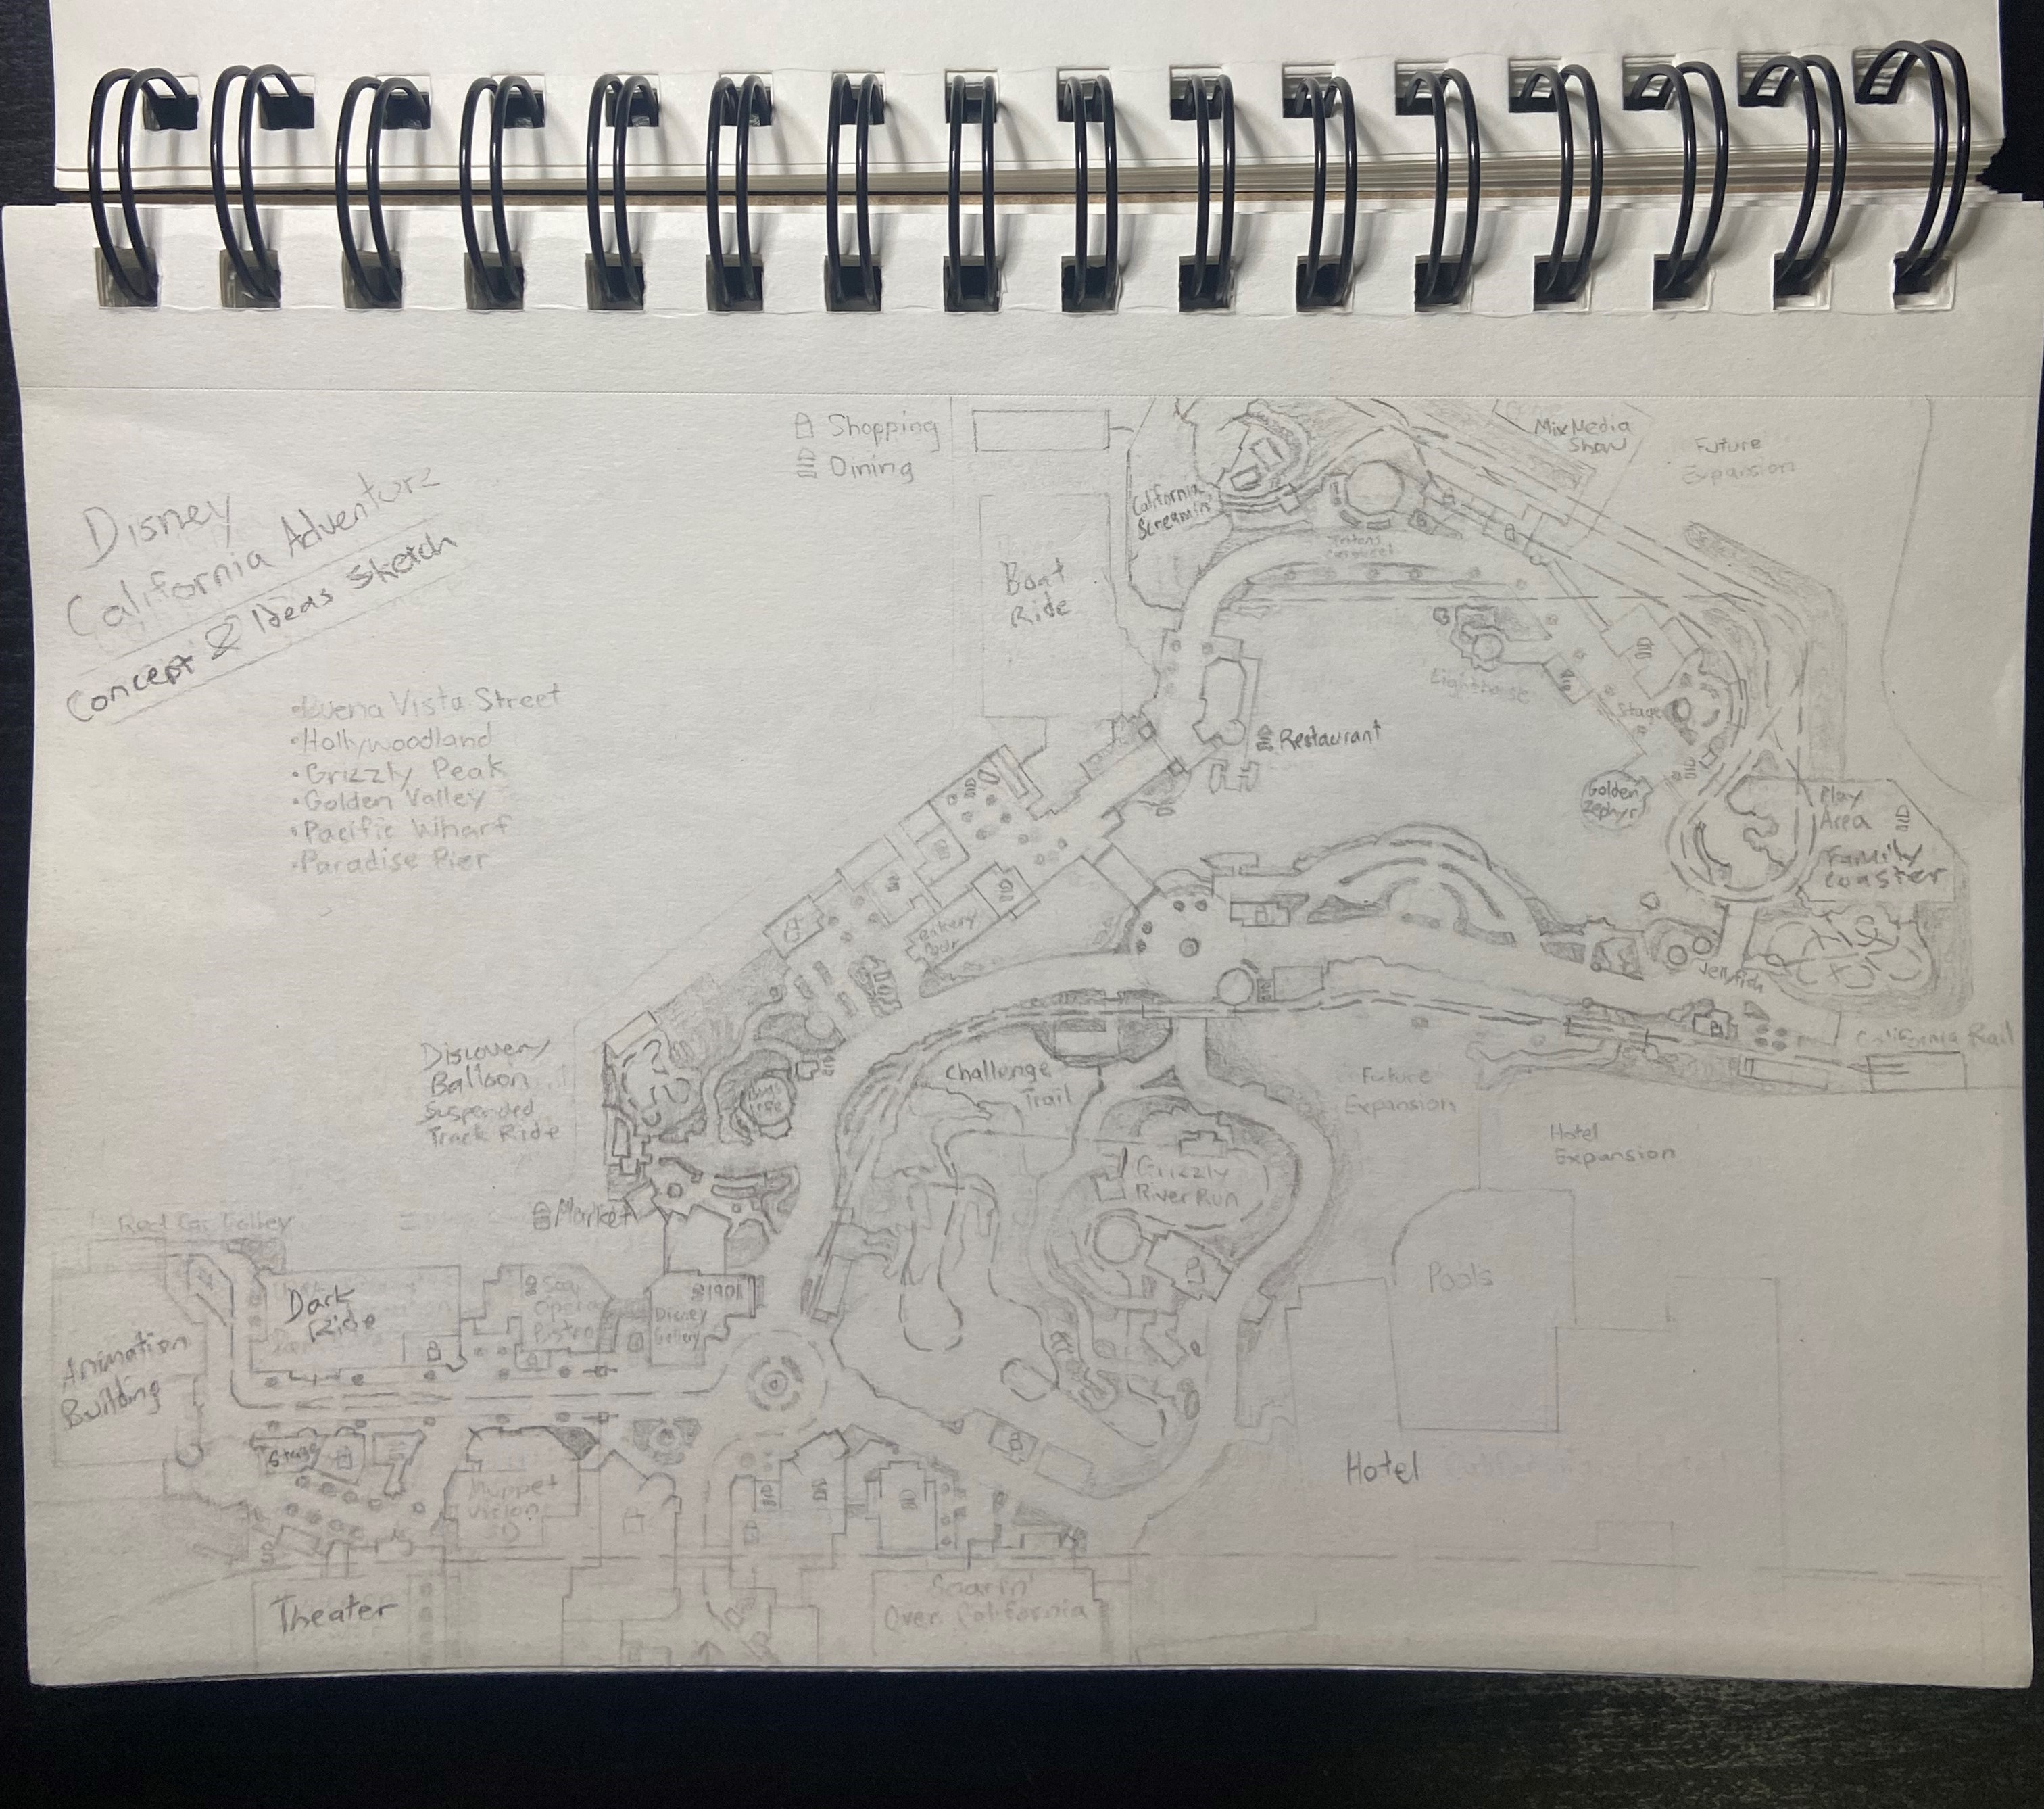 Disney
California Adventure
Concept & Ideas Sketch
• Buena Vista Street
• Hollywoodland
• Grizzly Peak
• Golden Valley
• Pacific Wharf
• Paradise Pier
Shopping
Dining
Boat
Ride
California
Screamin'
Mix Media
Show
Future
Expansion
Lighthouse
Stage
Restaurant
Golden
Zephyr
Play
Area
Family
Coaster
Jellyfish
California Rail
Bakery
Tour
Discovery
Balloon
Suspended
Track Ride
Challenge
Trail
Future
Expansion
Hotel
Expansion
Grizzly
River Run
Market
Pools
Dark
Ride
Soap
Opera
Bistro
1901
Disney
Gallery
Animation
Building
Stage
Muppet
Vision
Hotel
Theater
Soarin'
Over California